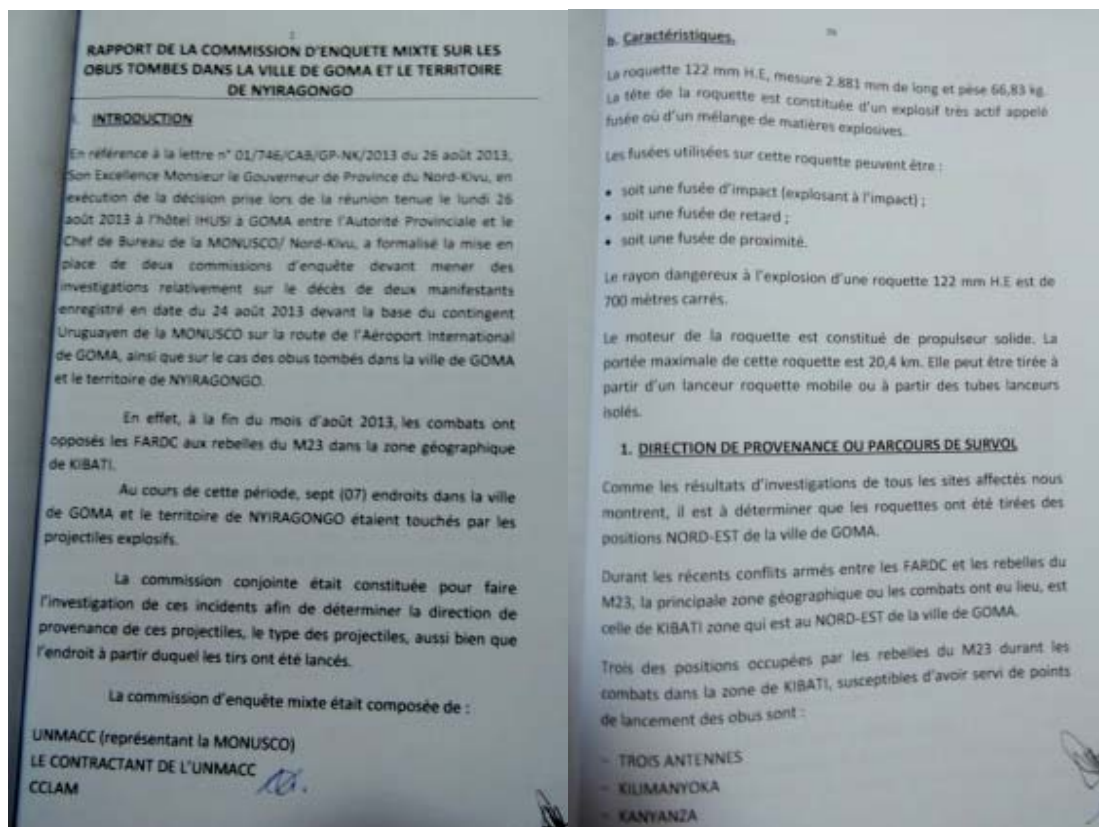 RAPPORT DE LA COMMISSION D'ENQUETE MIXTE SUR LES
OBUS TOMBES DANS LA VILLE DE GOMA ET LE TERRITOIRE
DE NYIRAGONGO
INTRODUCTION
En référence à la lettre n° 01/746/CAB/GP-NK/2013 du 26 août 2013,
Son Excellence Monsieur le Gouverneur de Province du Nord-Kivu, en
exécution de la décision prise lors de la réunion tenue le lundi 26
août 2013 à l'hôtel IHUSI à GOMA entre l'Autorité Provinciale et le
Chef de Bureau de la MONUSCO/ Nord-Kivu, a formalisé la mise en
place de deux commissions d'enquête devant mener des
investigations relativement sur le décès de deux manifestants
enregistré en date du 24 août 2013 devant la base du contingent
Uruguayen de la MONUSCO sur la route de l'Aéroport International
de GOMA, ainsi que sur le cas des obus tombés dans la ville de GOMA
et le territoire de NYIRAGONGO.
En effet, à la fin du mois d'août 2013, les combats ont
opposés les FARDC aux rebelles du M23 dans la zone géographique
de KIBATI.
Au cours de cette période, sept (07) endroits dans la ville
de GOMA et le territoire de NYIRAGONGO étaient touchés par les
projectiles explosifs.
La commission conjointe était constituée pour faire
l'investigation de ces incidents afin de déterminer la direction de
provenance de ces projectiles, le type des projectiles, aussi bien que
l'endroit à partir duquel les tirs ont été lancés.
La commission d'enquête mixte était composée de :
UNMACC (représentant la MONUSCO)
LE CONTRACTANT DE L'UNMACC
CCLAM
b. Caractéristiques.
La roquette 122 mm H.E, mesure 2.881 mm de long et pèse 66,83 kg.
La tête de la roquette est constituée d'un explosif très actif appelé
fusée où d'un mélange de matières explosives.
Les fusées utilisées sur cette roquette peuvent être :
• soit une fusée d'impact (explosant à l'impact) ;
• soit une fusée de retard ;
• soit une fusée de proximité.
Le rayon dangereux à l'explosion d'une roquette 122 mm H.E est de
700 mètres carrés.
Le moteur de la roquette est constitué de propulseur solide. La
portée maximale de cette roquette est 20,4 km. Elle peut être tirée à
partir d'un lanceur roquette mobile ou à partir des tubes lanceurs
isolés.
1. DIRECTION DE PROVENANCE OU PARCOURS DE SURVOL
Comme les résultats d'investigations de tous les sites affectés nous
montrent, il est à déterminer que les roquettes ont été tirées des
positions NORD-EST de la ville de GOMA.
Durant les récents conflits armés entre les FARDC et les rebelles du
M23, la principale zone géographique ou les combats ont eu lieu, est
celle de KIBATI zone qui est au NORD-EST de la ville de GOMA.
Trois des positions occupées par les rebelles du M23 durant les
combats dans la zone de KIBATI, susceptibles d'avoir servi de points
de lancement des obus sont :
- TROIS ANTENNES
- KILIMANYOKA
- KANYANZA